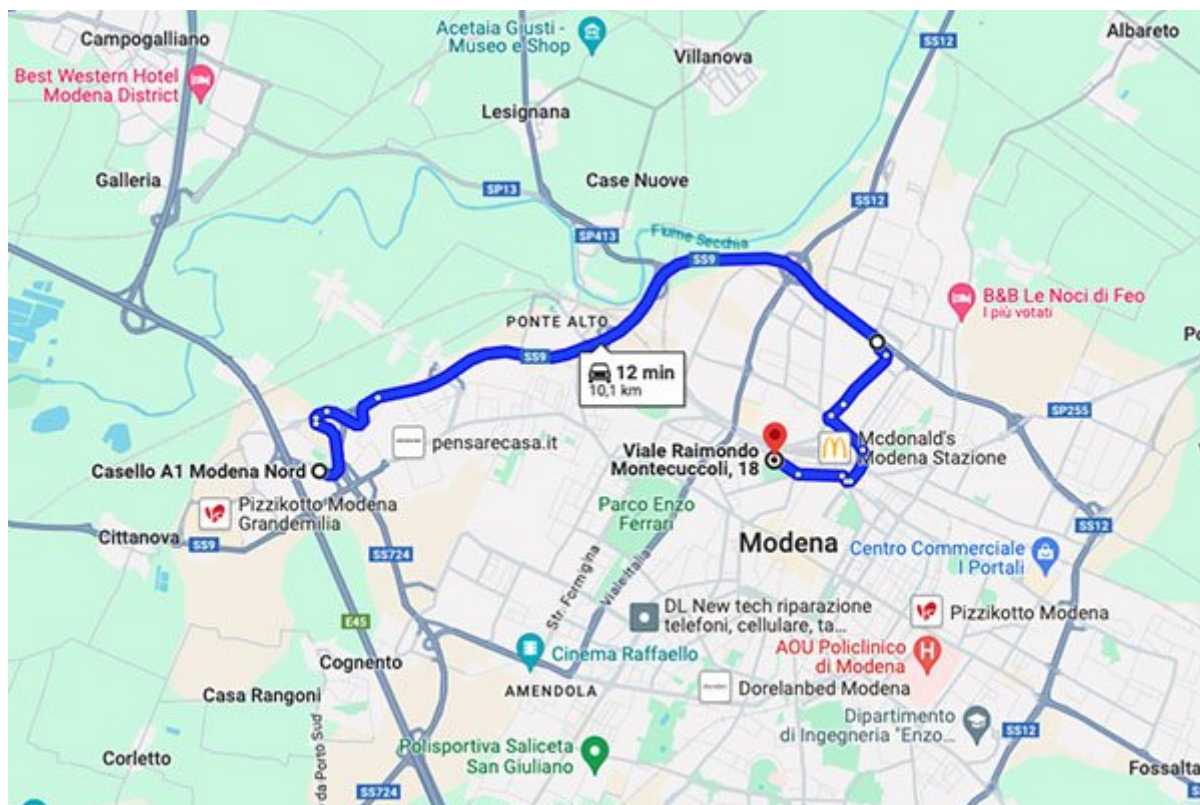 Campogalliano
Best Western Hotel
Modena District
Acetaia Giusti -
Museo e Shop
Villanova
SS12
Albareto
Lesignana
Galleria
SP13
Case Nuove
SS12
SP413
Fiume Secchia
SS9
B&B Le Noci di Feo
I più votati
PONTE ALTO
SS9
12 min
10,1 km
SP255
pensarecasa.it
Casello A1 Modena Nord
Viale Raimondo
Montecuccoli, 18
Mcdonald's
Modena Stazione
Pizzikotto Modena
Grandemilia
Cittanova
SS9
SS724
Parco Enzo
Ferrari
Modena
SS12
Centro Commerciale
I Portali
Str. Formigina
Viale Italia
DL New tech riparazione
telefoni, cellulare, ta...
Pizzikotto Modena
E45
Cognento
Cinema Raffaello
AOU Policlinico
di Modena
H
Casa Rangoni
AMENDOLA
Dorelanbed Modena
da Porto Sud
Dipartimento
di Ingegneria "Enzo...
SS12
Corletto
Polisportiva Saliceta
San Giuliano
SS724
Fossalta